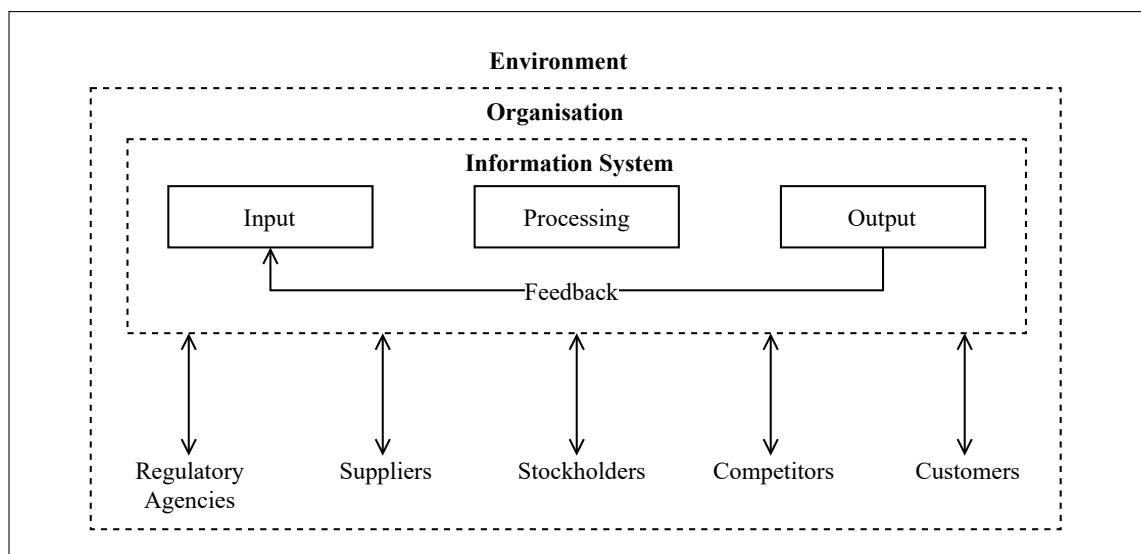 Environment
Organisation
Information System
Input
Processing
Output
Feedback
Regulatory
Agencies
Suppliers
Stockholders
Competitors
Customers